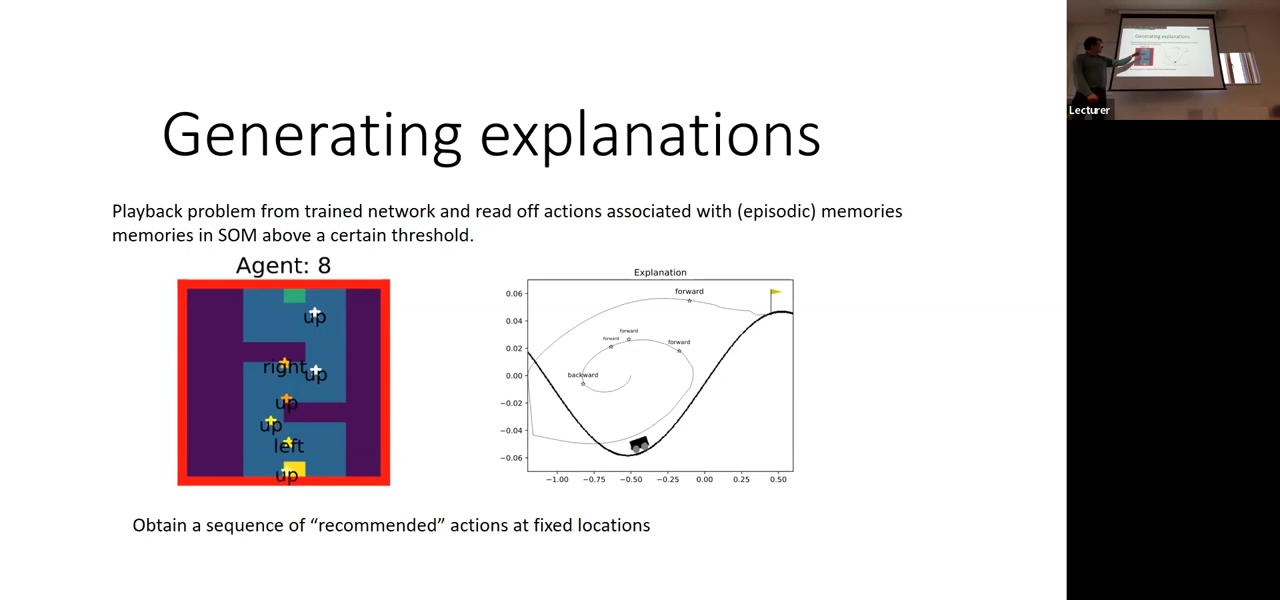 Generating explanations
Playback problem from trained network and read off actions associated with (episodic) memories
memories in SOM above a certain threshold.
Agent: 8
up
right
up
up
up
left
up
Explanation
0.06
0.04
0.02
0.00
−0.02
−0.04
−0.06
−1.00 −0.75 −0.50 −0.25 0.00 0.25 0.50
forward
forward
forward
forward
backward
Obtain a sequence of “recommended” actions at fixed locations
Generating explanations
Lecturer